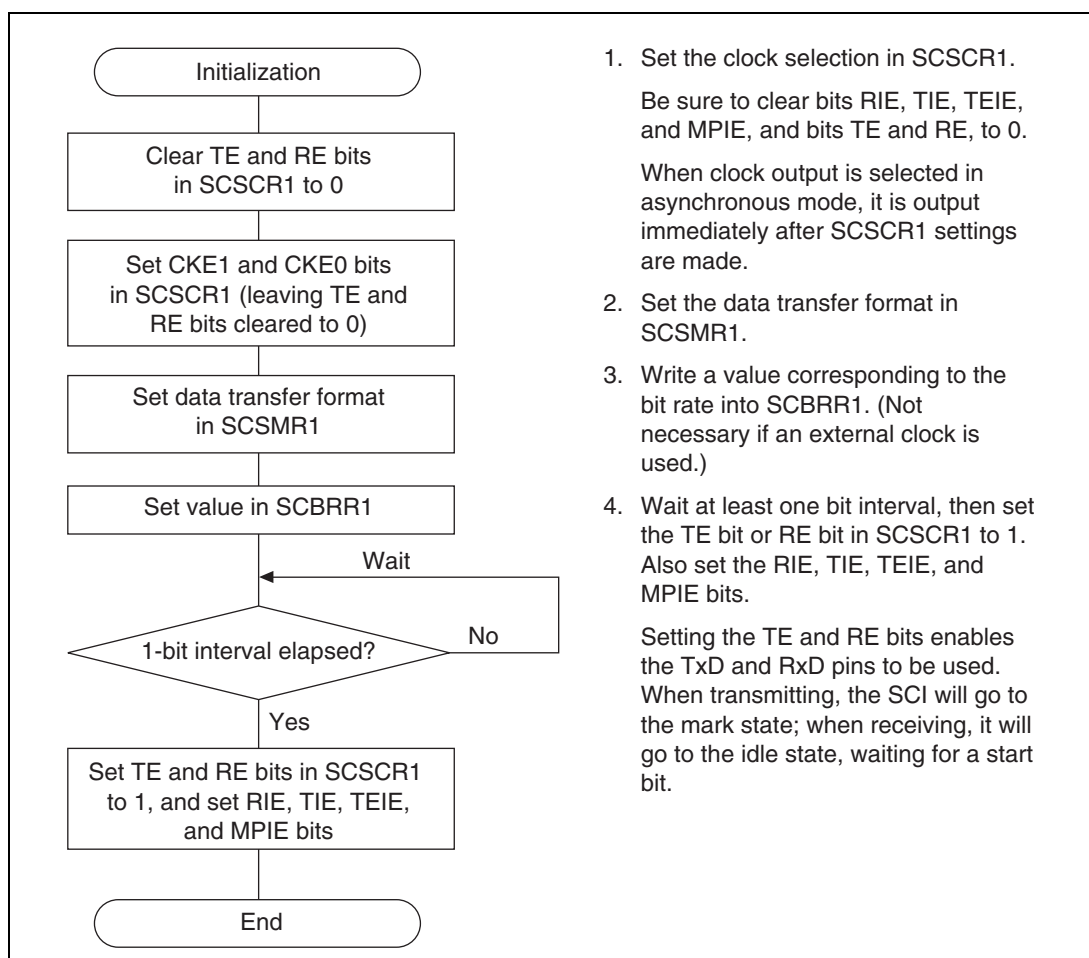 Initialization
Clear TE and RE bits
in SCSCR1 to 0
Set CKE1 and CKE0 bits
in SCSCR1 (leaving TE and
RE bits cleared to 0)
Set data transfer format
in SCSMR1
Set value in SCBRR1
Wait
1-bit interval elapsed?
No
Yes
Set TE and RE bits in SCSCR1
to 1, and set RIE, TIE, TEIE,
and MPIE bits
End
1. Set the clock selection in SCSCR1.
Be sure to clear bits RIE, TIE, TEIE,
and MPIE, and bits TE and RE, to 0.
When clock output is selected in
asynchronous mode, it is output
immediately after SCSCR1 settings
are made.
2. Set the data transfer format in
SCSMR1.
3. Write a value corresponding to the
bit rate into SCBRR1. (Not
necessary if an external clock is
used.)
4. Wait at least one bit interval, then set
the TE bit or RE bit in SCSCR1 to 1.
Also set the RIE, TIE, TEIE, and
MPIE bits.
Setting the TE and RE bits enables
the TxD and RxD pins to be used.
When transmitting, the SCI will go to
the mark state; when receiving, it will
go to the idle state, waiting for a start
bit.